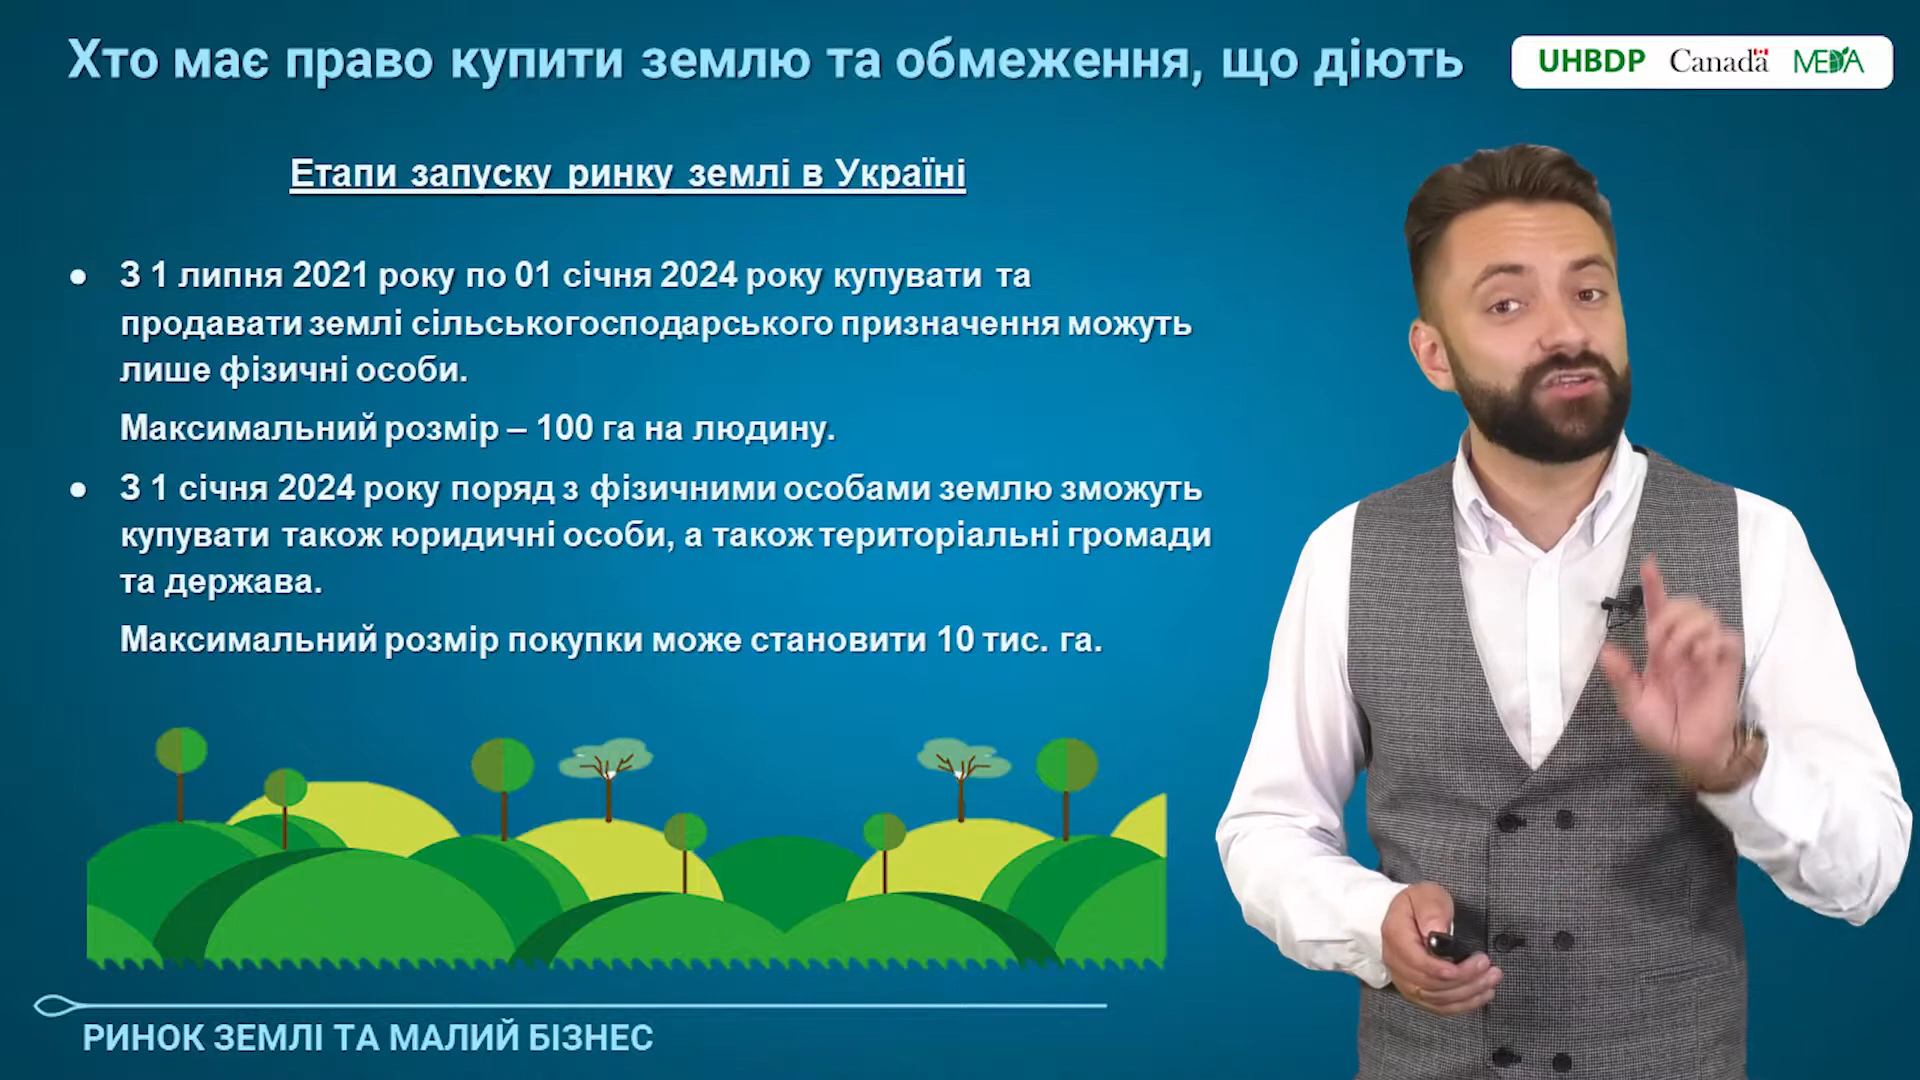 Хто має право купити землю та обмеження, що діють
UHBDP Canada MEDA
Етапи запуску ринку землі в Україні
● З 1 липня 2021 року по 01 січня 2024 року купувати та
продавати землі сільськогосподарського призначення можуть
лише фізичні особи.
Максимальний розмір – 100 га на людину.
● З 1 січня 2024 року поряд з фізичними особами землю зможуть
купувати також юридичні особи, а також територіальні громади
та держава.
Максимальний розмір покупки може становити 10 тис. га.
РИНОК ЗЕМЛІ ТА МАЛИЙ БІЗНЕС